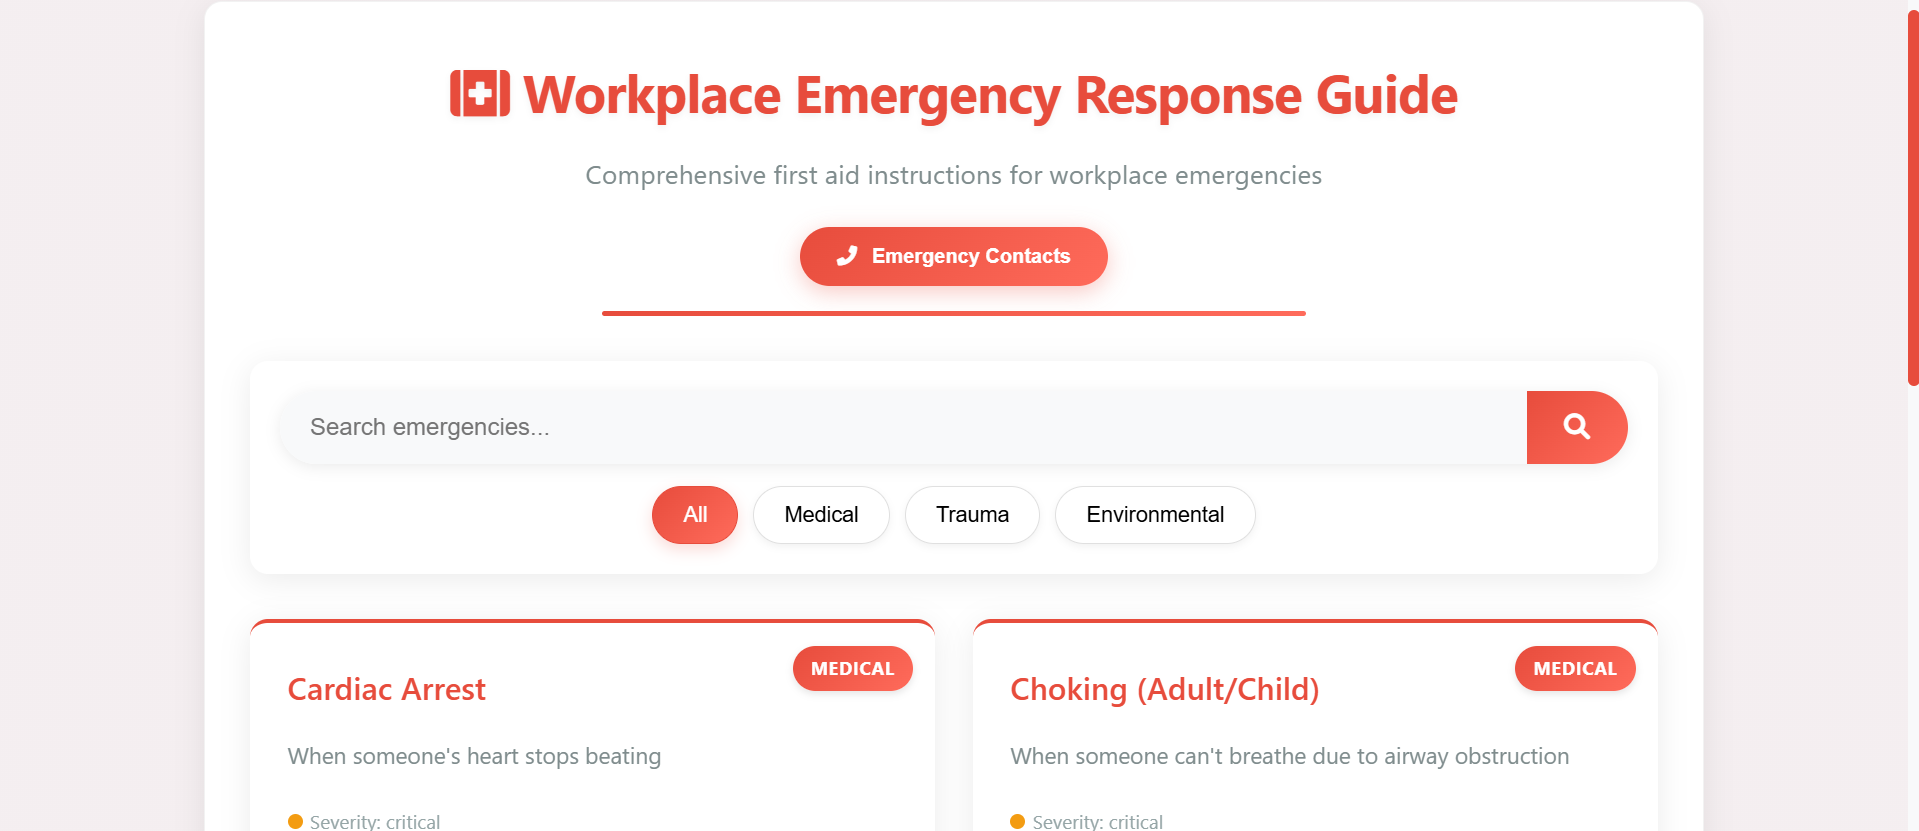 Workplace Emergency Response Guide
Comprehensive first aid instructions for workplace emergencies
Emergency Contacts
Search emergencies...
All
Medical
Trauma
Environmental
MEDICAL
Cardiac Arrest
When someone's heart stops beating
Severity: critical
MEDICAL
Choking (Adult/Child)
When someone can't breathe due to airway obstruction
Severity: critical